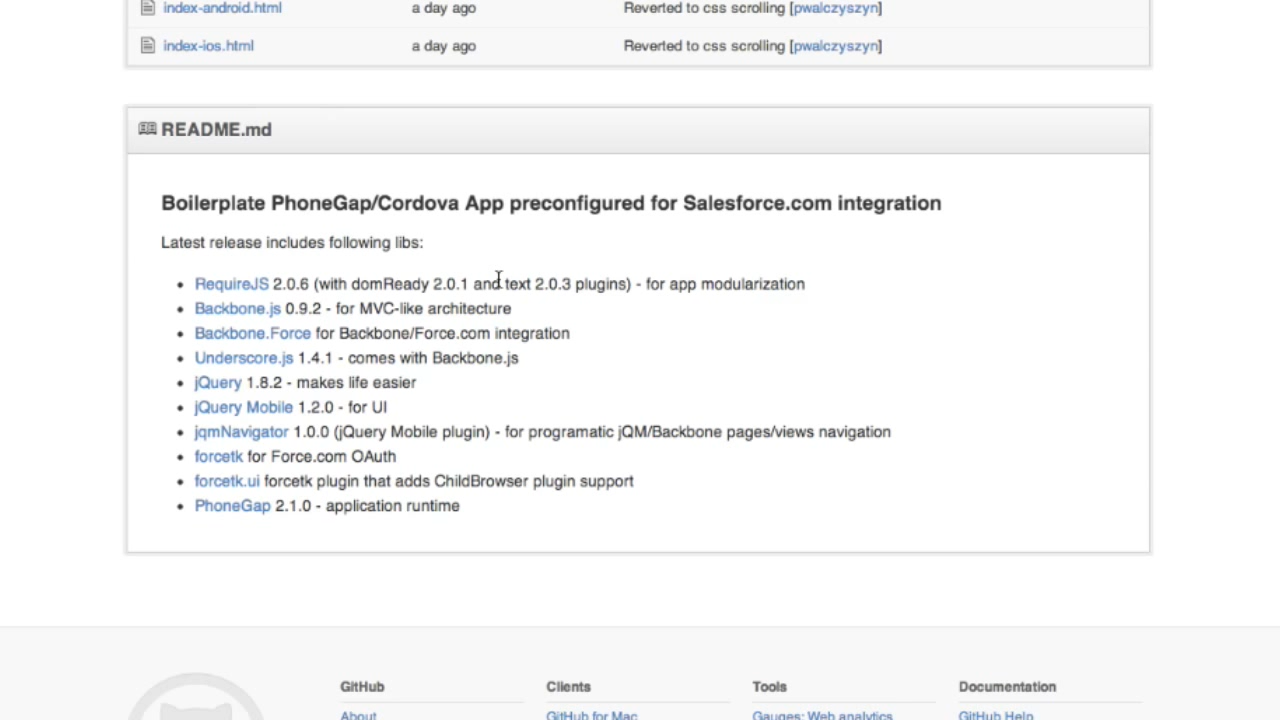 index-android.html a day ago Reverted to css scrolling [pwalczyszyn]
index-ios.html a day ago Reverted to css scrolling [pwalczyszyn]
README.md
Boilerplate PhoneGap/Cordova App preconfigured for Salesforce.com integration
Latest release includes following libs:
• RequireJS 2.0.6 (with domReady 2.0.1 and text 2.0.3 plugins) - for app modularization
• Backbone.js 0.9.2 - for MVC-like architecture
• Backbone.Force for Backbone/Force.com integration
• Underscore.js 1.4.1 - comes with Backbone.js
• jQuery 1.8.2 - makes life easier
• jQuery Mobile 1.2.0 - for UI
• jqmNavigator 1.0.0 (jQuery Mobile plugin) - for programatic jQM/Backbone pages/views navigation
• forcetk for Force.com OAuth
• forcetk.ui forcetk plugin that adds ChildBrowser plugin support
• PhoneGap 2.1.0 - application runtime
GitHub Clients Tools Documentation
About GitHub for Mac Gauges: Web analytics GitHub Help